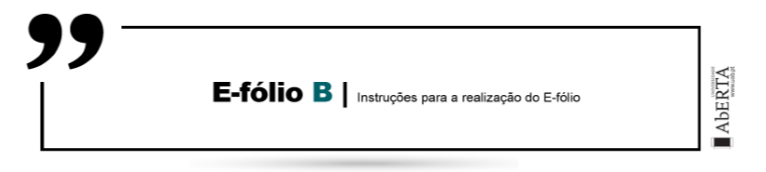 E-fólio B | Instruções para a realização do E-fólio
UNIVERSIDADE
AbERTA
www.uab.pt